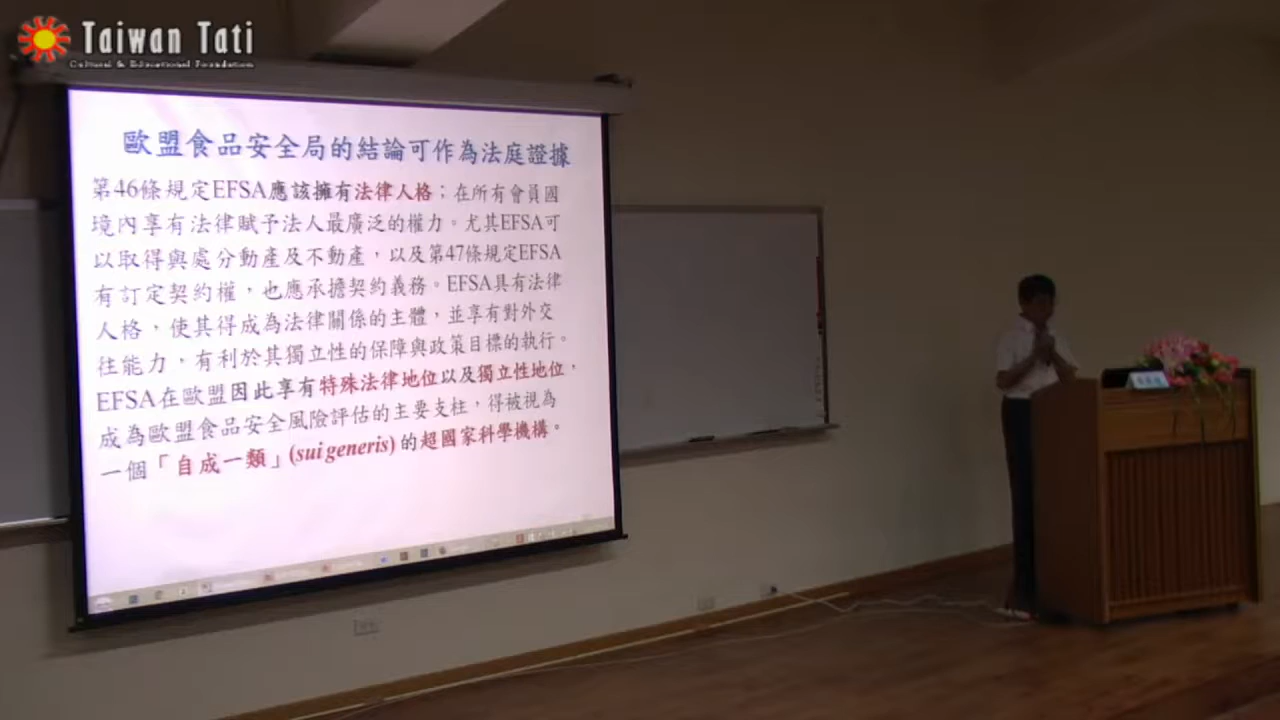 Taiwan Tati
Cultural & Educational Foundation
歐盟食品安全局的結論可作為法庭證據
第46條規定EFSA應該擁有法律人格；在所有會員國
境內享有法律賦予法人最廣泛的權力。尤其EFSA可
以取得與處分動產及不動產，以及第47條規定EFSA
有訂定契約權，也應承擔契約義務。EFSA具有法律
人格，使其得成為法律關係的主體，並享有對外交
往能力，有利於其獨立性的保障與政策目標的執行。
EFSA在歐盟因此享有特殊法律地位以及獨立性地位，
成為歐盟食品安全風險評估的主要支柱，得被視為
一個「自成一類」(sui generis) 的超國家科學機構。